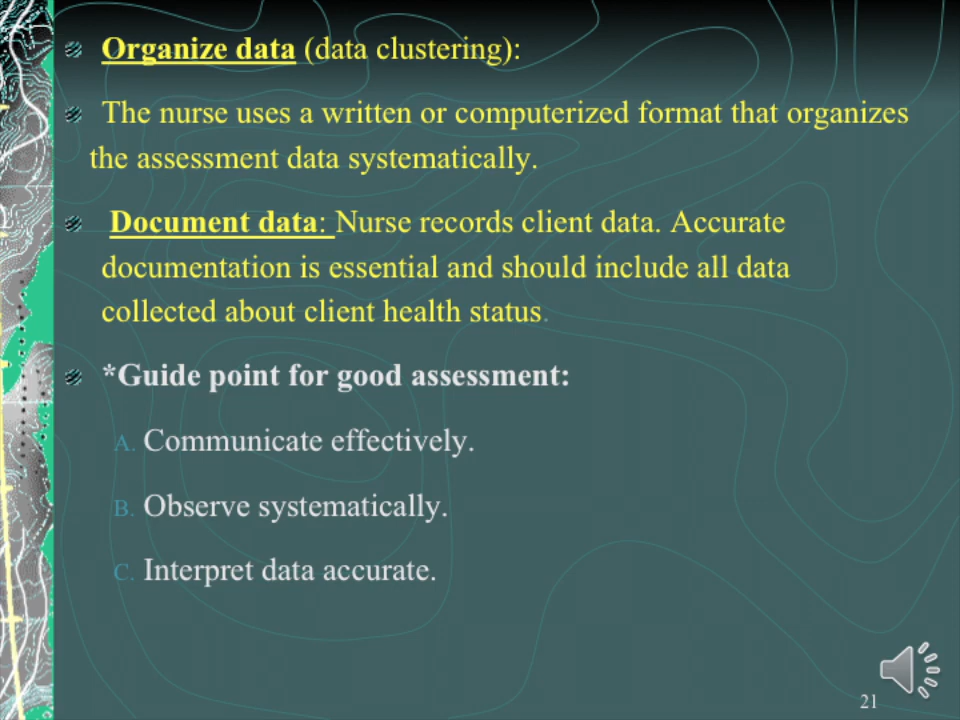 Organize data (data clustering):
The nurse uses a written or computerized format that organizes
the assessment data systematically.
Document data: Nurse records client data. Accurate
documentation is essential and should include all data
collected about client health status.
*Guide point for good assessment:
A. Communicate effectively.
B. Observe systematically.
C. Interpret data accurate.
21